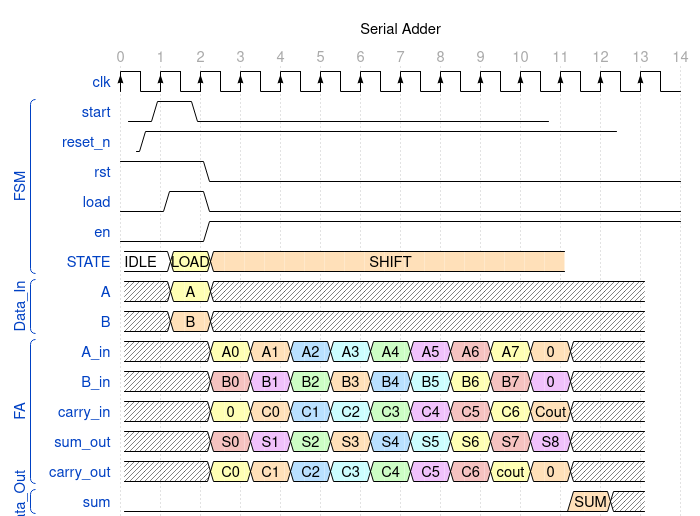 Serial Adder
0 1 2 3 4 5 6 7 8 9 10 11 12 13 14
clk
start
reset_n
rst
load
en
STATE IDLE LOAD SHIFT
A A
B B
A_in A0 A1 A2 A3 A4 A5 A6 A7 0
B_in B0 B1 B2 B3 B4 B5 B6 B7 0
carry_in 0 C0 C1 C2 C3 C4 C5 C6 Cout
sum_out S0 S1 S2 S3 S4 S5 S6 S7 S8
carry_out C0 C1 C2 C3 C4 C5 C6 cout 0
sum SUM
FSM
Data_In
FA
ata_Out